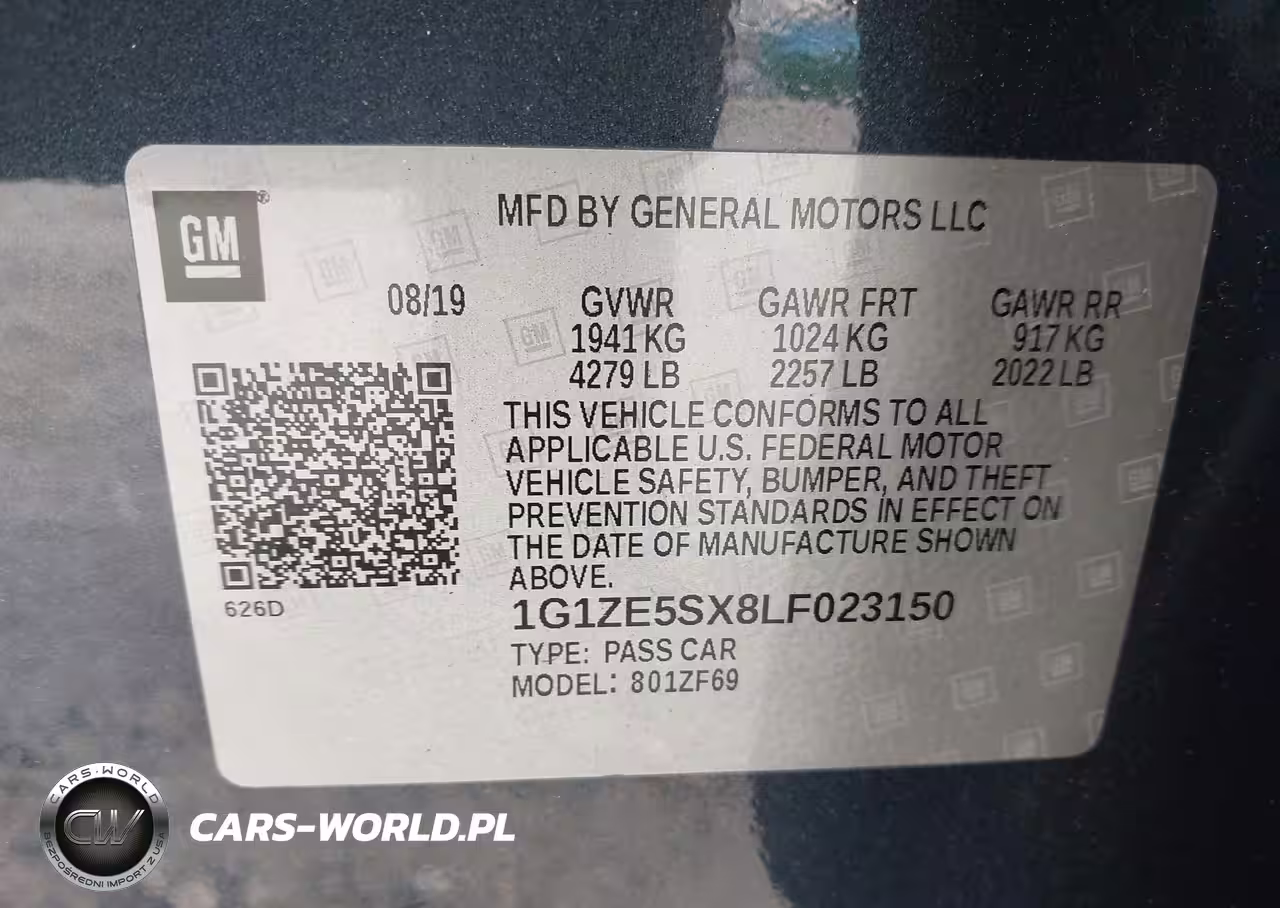 GM
MFD BY GENERAL MOTORS LLC
08/19 GVWR GAWR FRT GAWR RR
1941 KG 1024 KG 917 KG
4279 LB 2257 LB 2022 LB
THIS VEHICLE CONFORMS TO ALL
APPLICABLE U.S. FEDERAL MOTOR
VEHICLE SAFETY, BUMPER, AND THEFT
PREVENTION STANDARDS IN EFFECT ON
THE DATE OF MANUFACTURE SHOWN
ABOVE.
626D
1G1ZE5SX8LF023150
TYPE: PASS CAR
MODEL: 801ZF69
CARS-WORLD
CW
BEZPOŚREDNI IMPORT Z USA
CARS-WORLD.PL